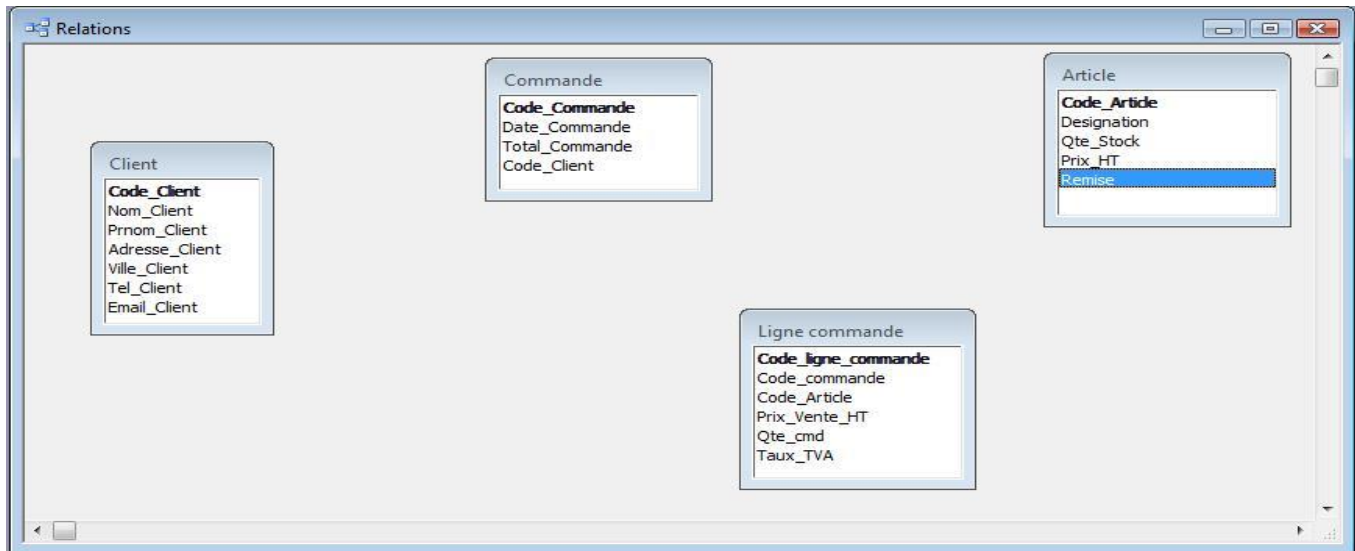 Relations
Client
Code_Client
Nom_Client
Prnom_Client
Adresse_Client
Ville_Client
Tel_Client
Email_Client
Commande
Code_Commande
Date_Commande
Total_Commande
Code_Client
Article
Code_Article
Designation
Qte_Stock
Prix_HT
Remise
Ligne commande
Code_ligne_commande
Code_commande
Code_Article
Prix_Vente_HT
Qte_cmd
Taux_TVA